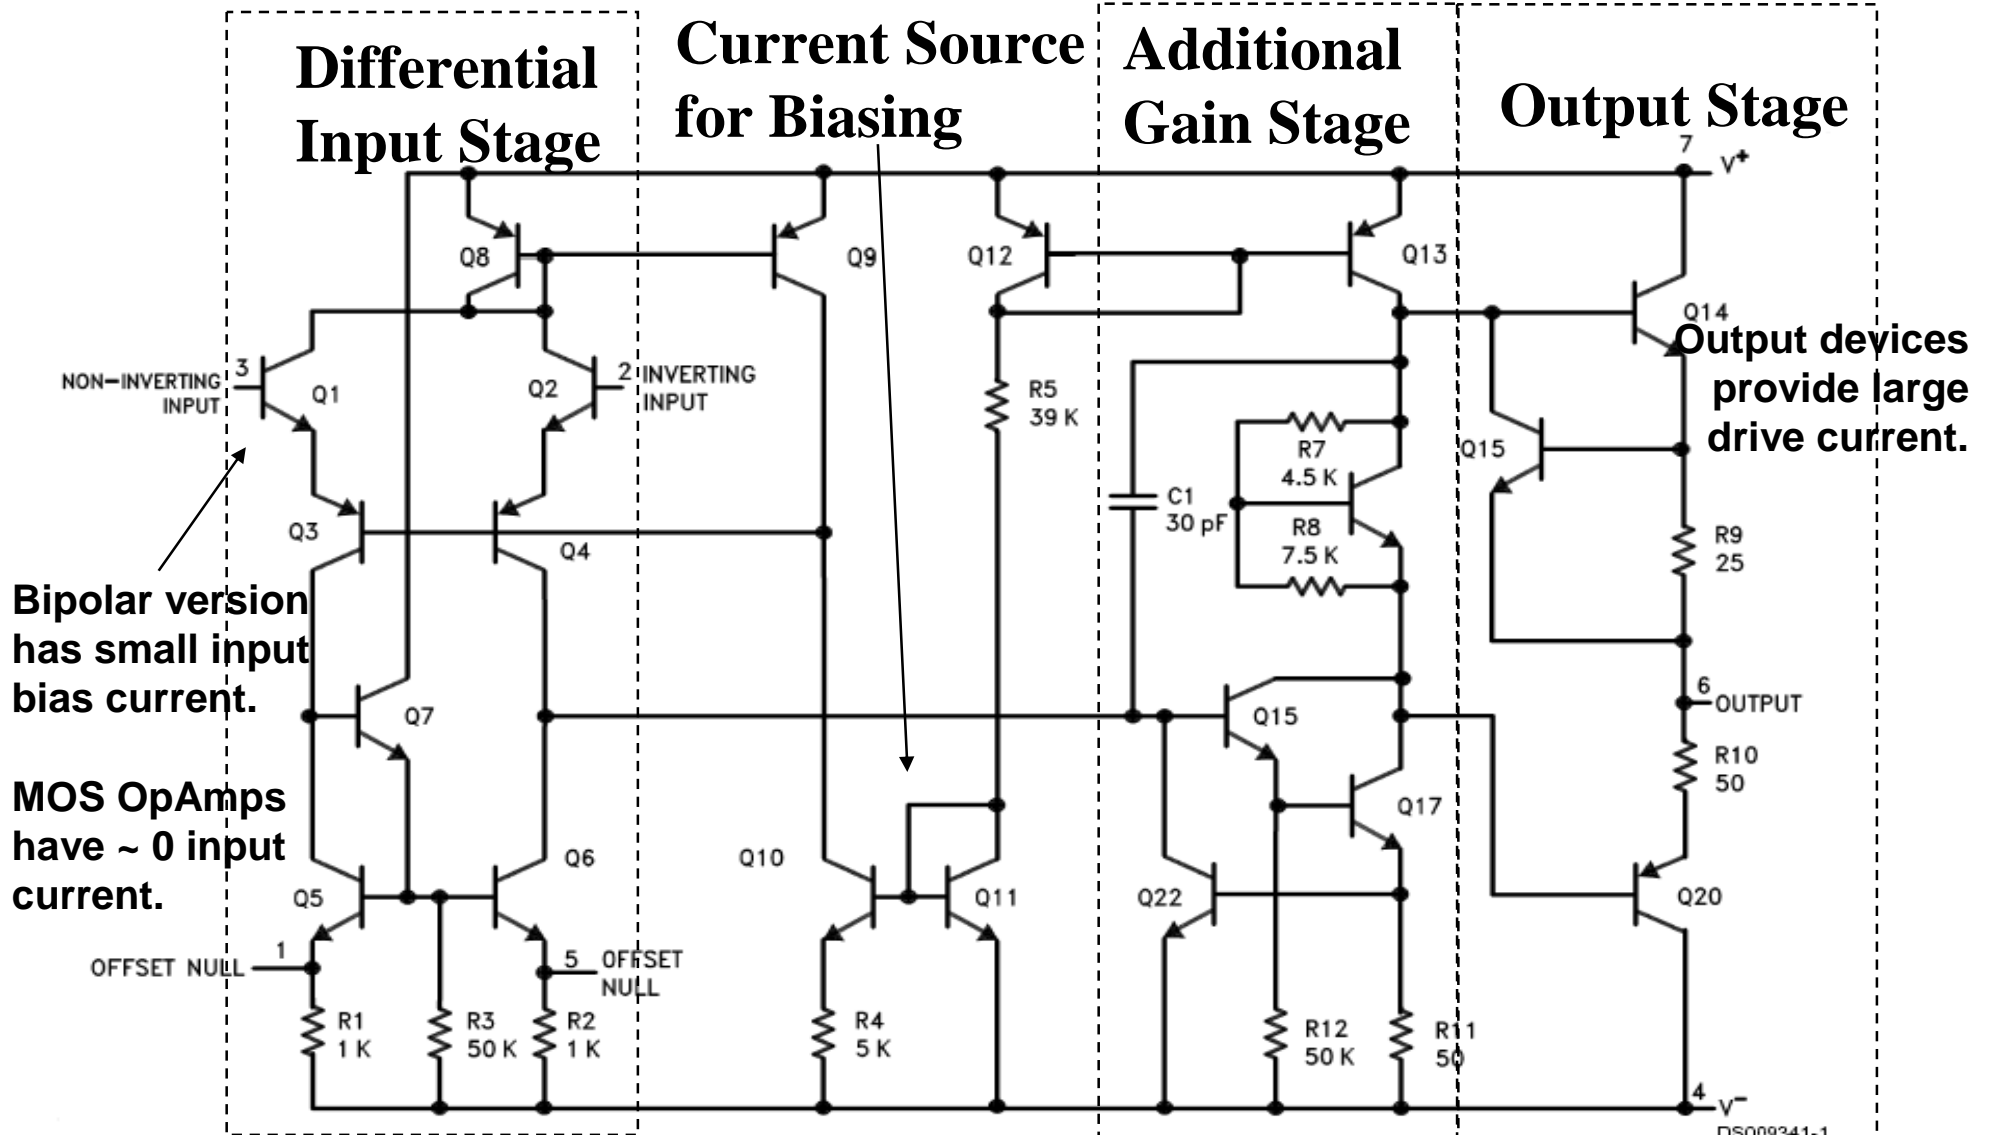 Differential
Input Stage
Current Source
for Biasing
Additional
Gain Stage
Output Stage
7
V+
Q8
Q9
Q12
Q13
Q14
Output devices
provide large
drive current.
3
NON-INVERTING
INPUT
Q1
Q2
2 INVERTING
INPUT
R5
39 K
R7
4.5 K
Q15
C1
30 pF
R8
7.5 K
Q3
Q4
R9
25
Bipolar version
has small input
bias current.
Q7
Q15
6
OUTPUT
R10
50
MOS OpAmps
have ~ 0 input
current.
Q17
Q5
Q6
Q10
Q11
Q22
Q20
1
OFFSET NULL
5 OFFSET
NULL
R1
1 K
R3
50 K
R2
1 K
R4
5 K
R12
50 K
R11
50
4
V−
DS009341-1